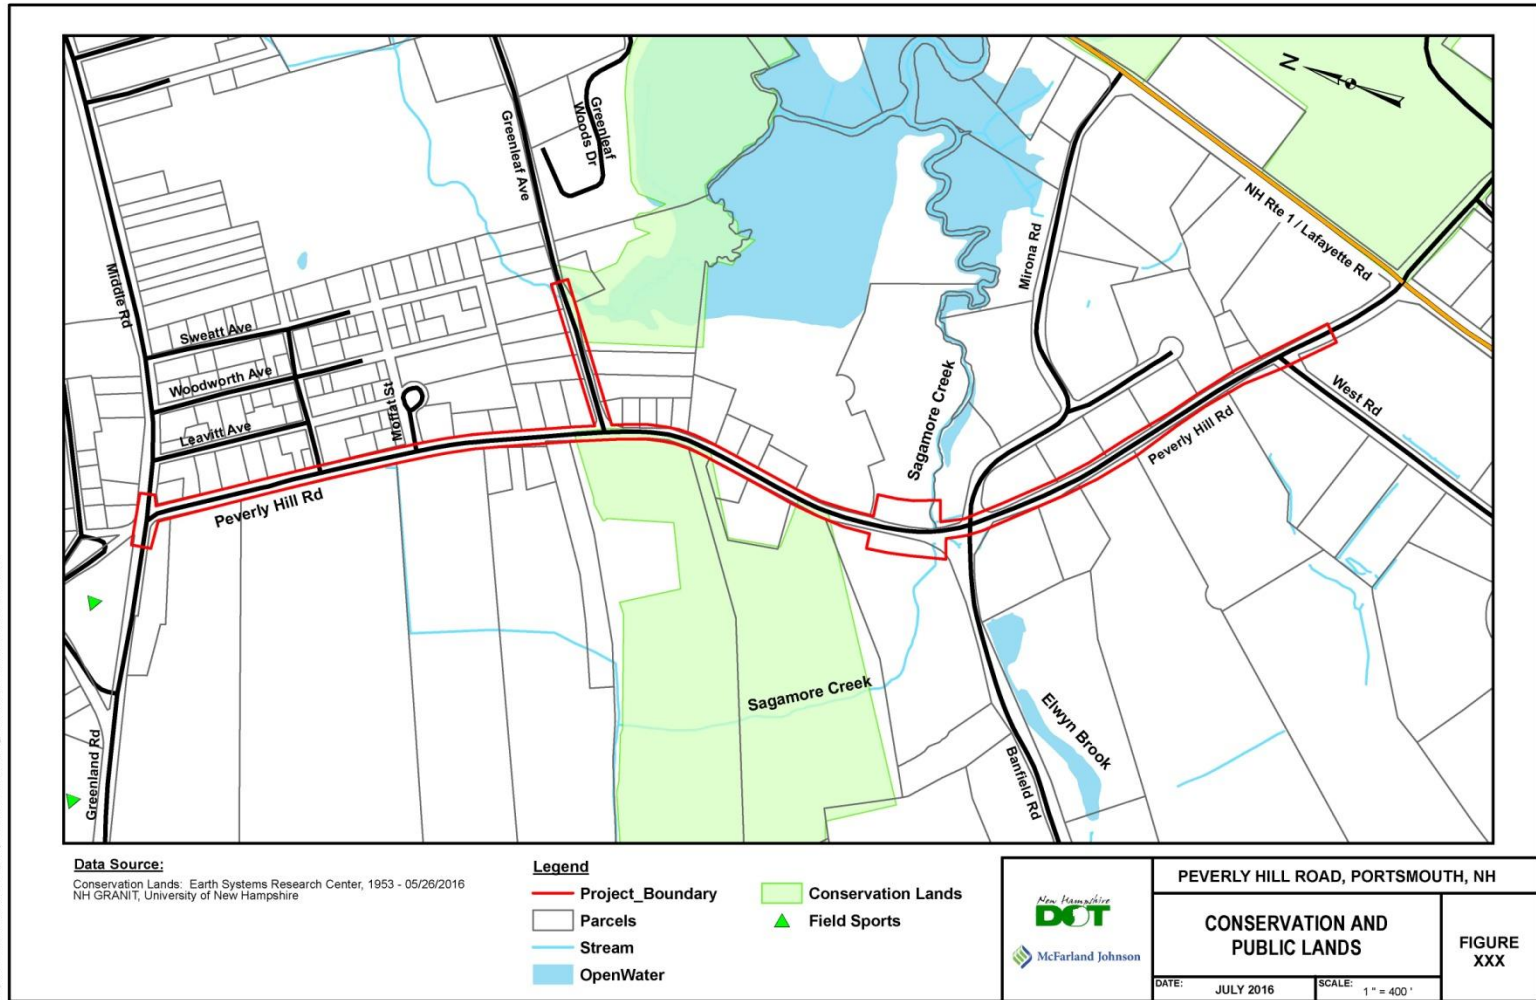 N
Greenleaf Ave
Greenleaf
Woods Dr
Middle Rd
Sweatt Ave
Woodworth Ave
Leavitt Ave
Moffat St
Mirona Rd
NH Rte 1 / Lafayette Rd
Sagamore Creek
West Rd
Peverly Hill Rd
Peverly Hill Rd
Sagamore Creek
Elwyn Brook
Banfield Rd
Greenland Rd
Data Source:
Conservation Lands: Earth Systems Research Center, 1953 - 05/26/2016
NH GRANIT, University of New Hampshire
Legend
Project_Boundary
Parcels
Stream
OpenWater
Conservation Lands
Field Sports
New Hampshire
DOT
McFarland Johnson
PEVERLY HILL ROAD, PORTSMOUTH, NH
CONSERVATION AND
PUBLIC LANDS
FIGURE
XXX
DATE: JULY 2016
SCALE: 1 " = 400 '